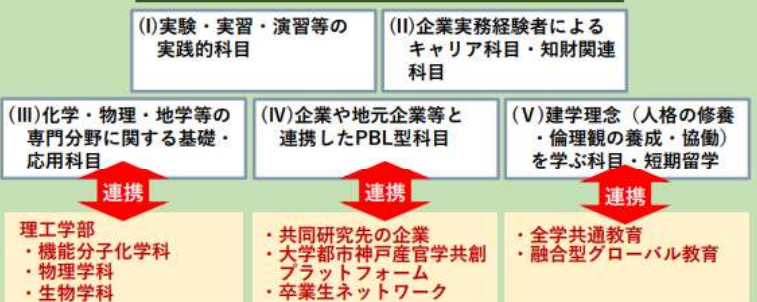 (I)実験・実習・演習等の
実践的科目
(II)企業実務経験者による
キャリア科目・知財関連
科目
(III)化学・物理・地学等の
専門分野に関する基礎・
応用科目
(IV)企業や地元企業等と
連携したPBL型科目
(V)建学理念（人格の修養
・倫理観の養成・協働）
を学ぶ科目・短期留学
連携
連携
連携
理工学部
・機能分子化学科
・物理学科
・生物学科
・共同研究先の企業
・大学都市神戸産官学共創
プラットフォーム
・卒業生ネットワーク
・全学共通教育
・融合型グローバル教育